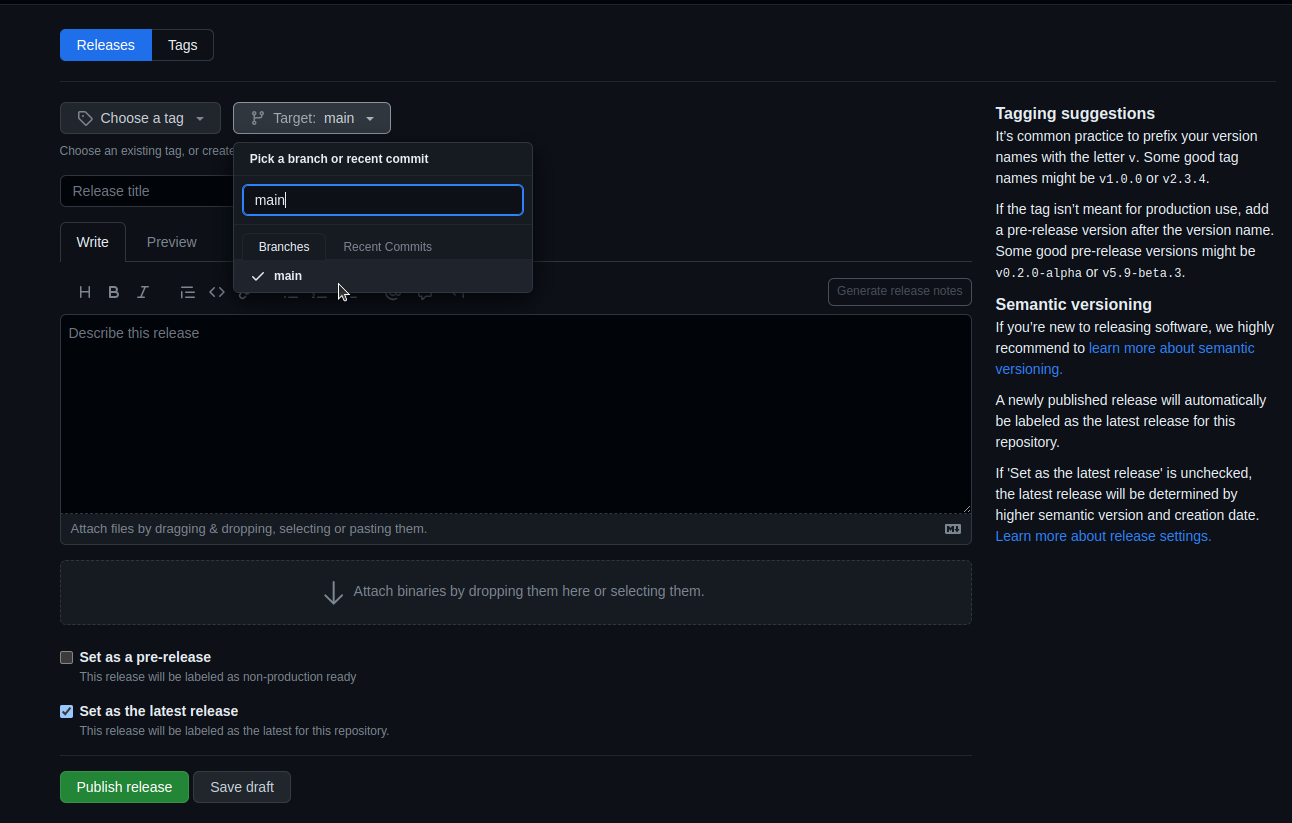 Releases Tags
Choose a tag Target: main
Choose an existing tag, or create
Pick a branch or recent commit
Release title
main
Write Preview
Branches Recent Commits
main
Generate release notes
Describe this release
Attach files by dragging & dropping, selecting or pasting them.
Attach binaries by dropping them here or selecting them.
Set as a pre-release
This release will be labeled as non-production ready
Set as the latest release
This release will be labeled as the latest for this repository.
Publish release Save draft
Tagging suggestions
It's common practice to prefix your version
names with the letter v. Some good tag
names might be v1.0.0 or v2.3.4.
If the tag isn't meant for production use, add
a pre-release version after the version name.
Some good pre-release versions might be
v0.2.0-alpha or v5.9-beta.3.
Semantic versioning
If you're new to releasing software, we highly
recommend to learn more about semantic
versioning.
A newly published release will automatically
be labeled as the latest release for this
repository.
If 'Set as the latest release' is unchecked,
the latest release will be determined by
higher semantic version and creation date.
Learn more about release settings.